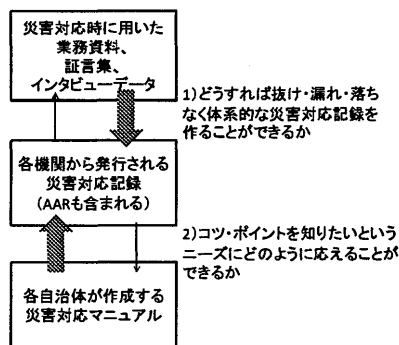 災害対応時に用いた
業務資料、
証言集、
インタビューデータ
1)どうすれば抜け・漏れ・落ち
なく体系的な災害対応記録を
作ることができるか
各機関から発行される
災害対応記録
(AARも含まれる)
2)コツ・ポイントを知りたいという
ニーズにどのように応えることが
できるか
各自治体が作成する
災害対応マニュアル